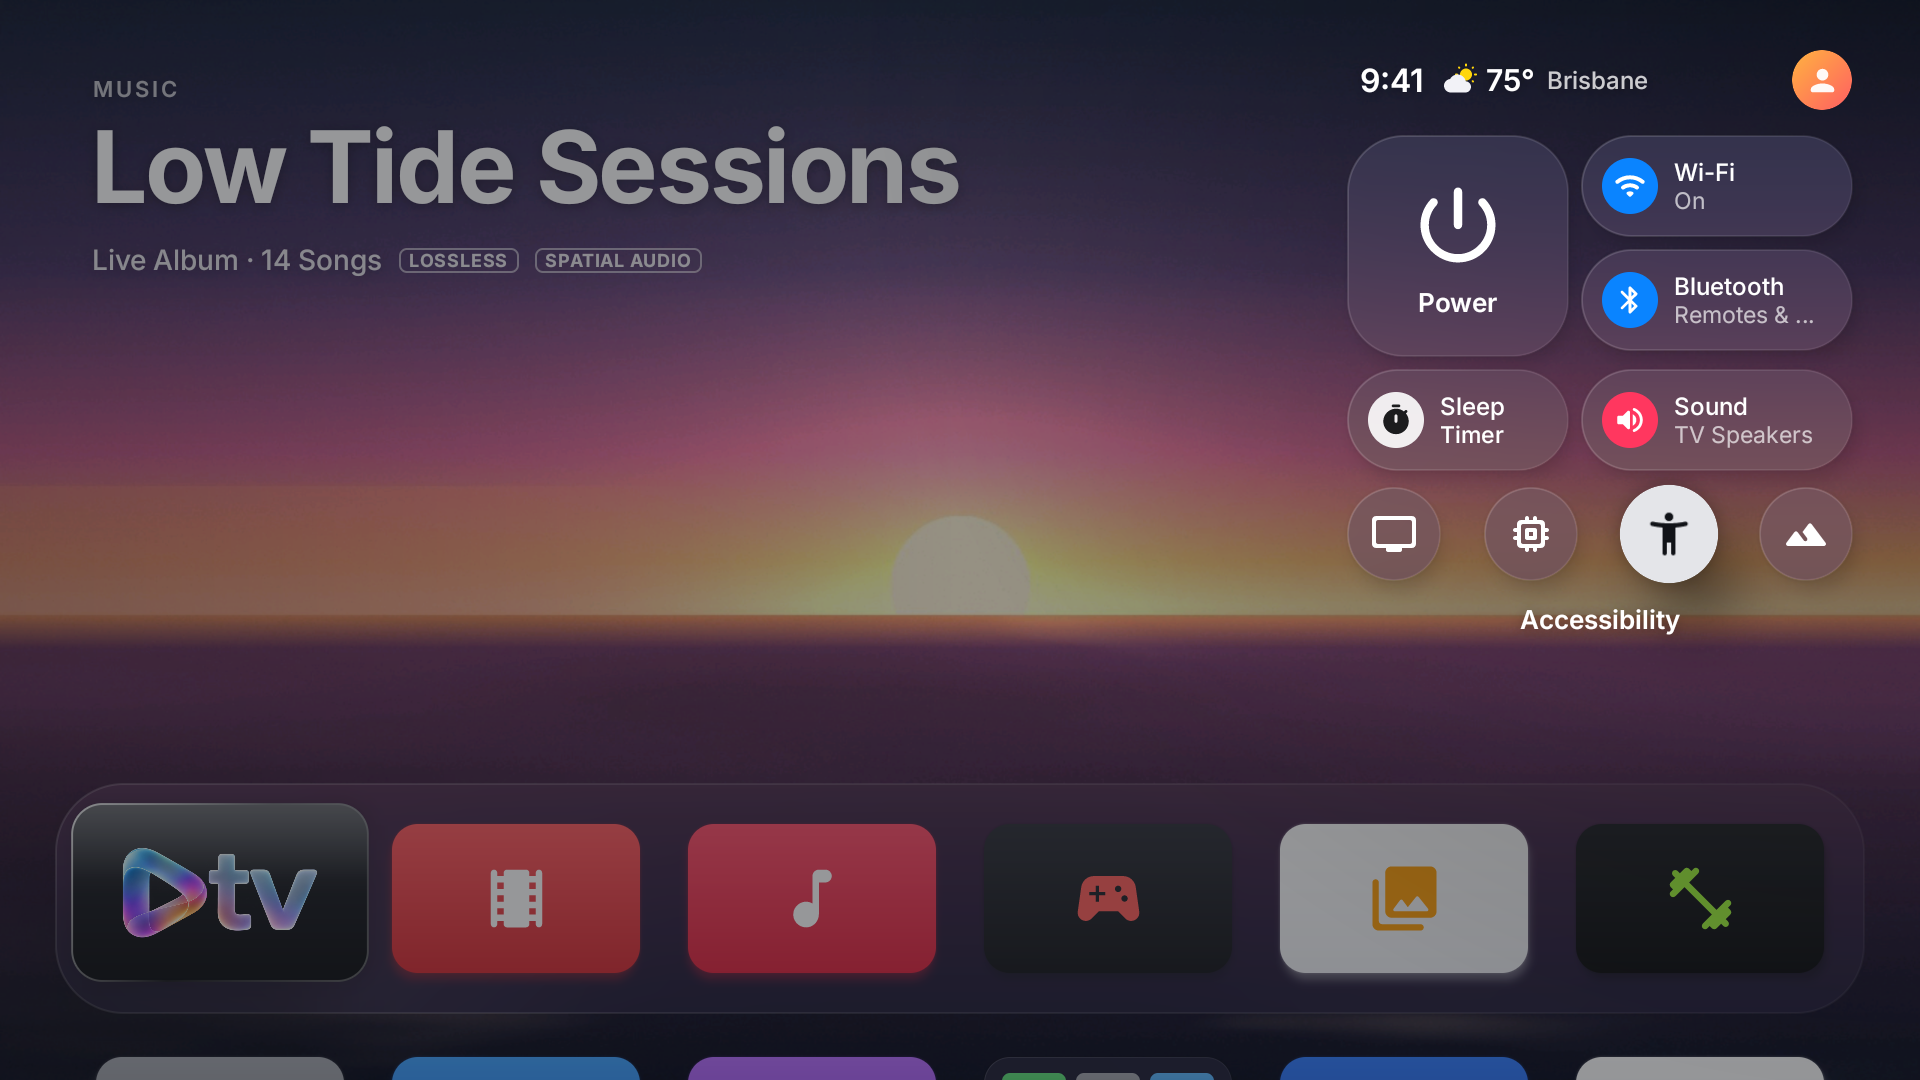 MUSIC
Low Tide Sessions
Live Album · 14 Songs LOSSLESS SPATIAL AUDIO
9:41 75° Brisbane
Power
Wi-Fi
On
Bluetooth
Remotes & ...
Sleep
Timer
Sound
TV Speakers
Accessibility
tv